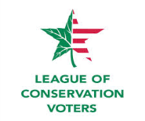 LEAGUE OF
CONSERVATION
VOTERS